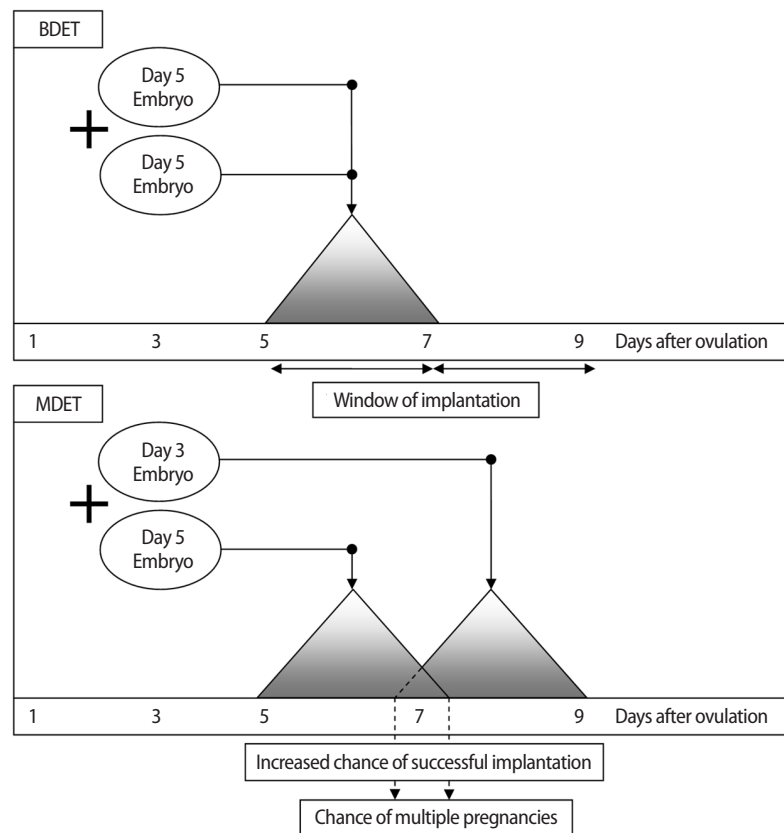 BDET
Day 5
Embryo
+
Day 5
Embryo
1 3 5 7 9 Days after ovulation
Window of implantation
MDET
Day 3
Embryo
+
Day 5
Embryo
1 3 5 7 9 Days after ovulation
Increased chance of successful implantation
Chance of multiple pregnancies